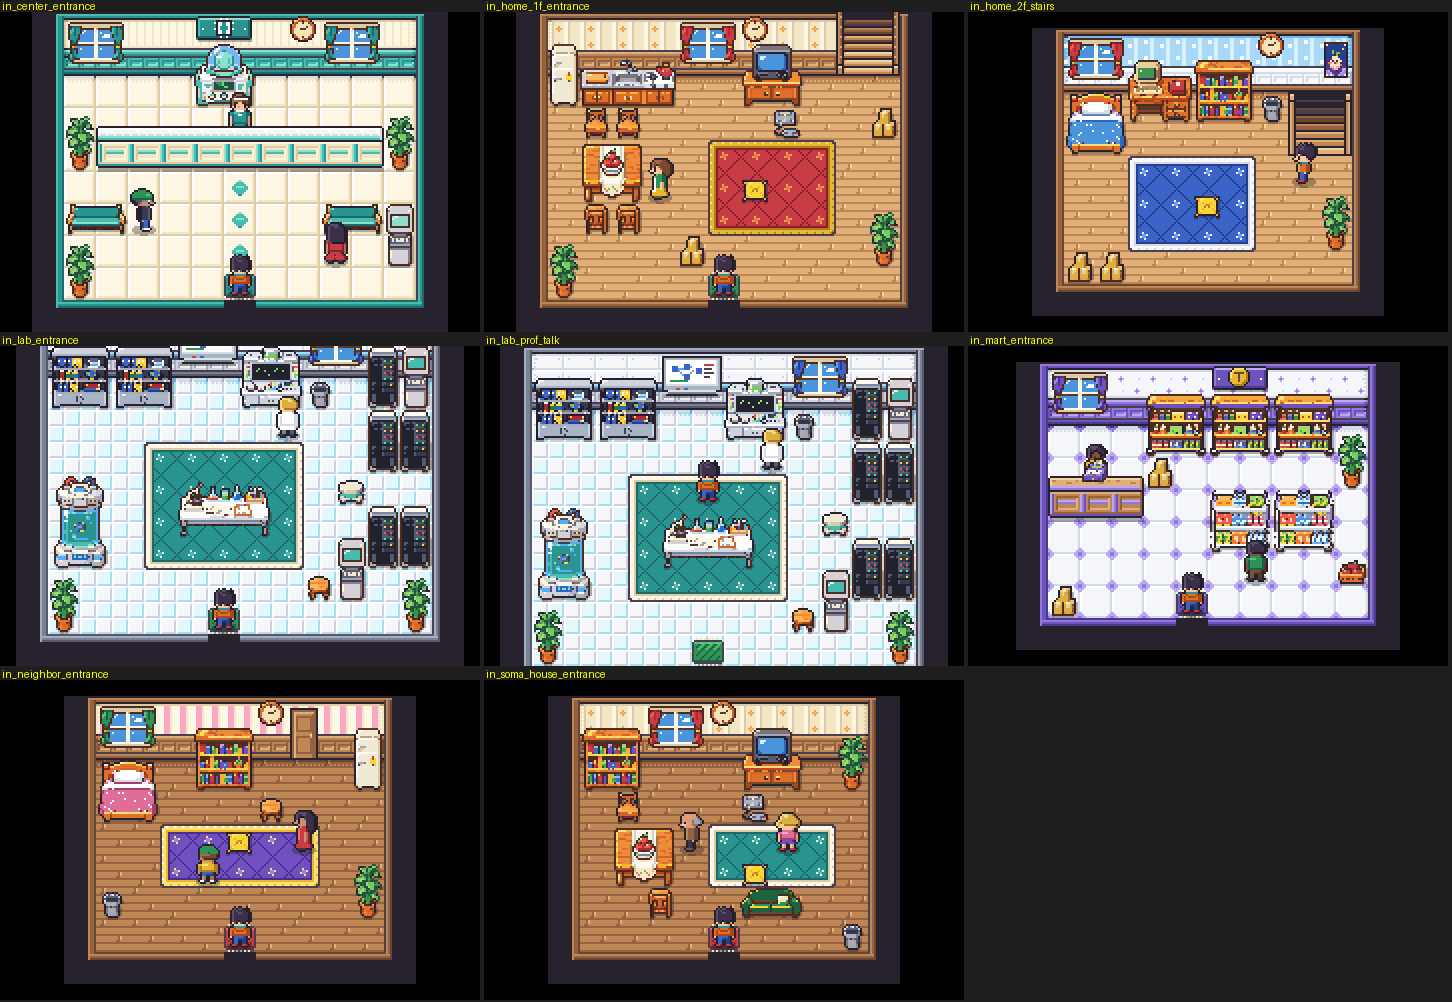 in_center_entrance
in_home_1f_entrance
in_home_2f_stairs
in_lab_entrance
in_lab_prof_talk
in_mart_entrance
T
in_neighbor_entrance
in_soma_house_entrance